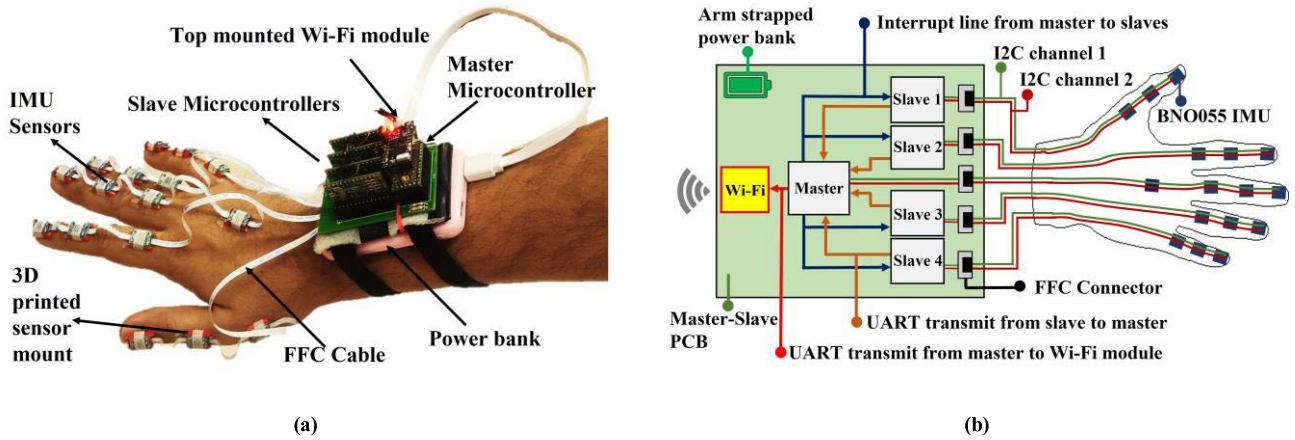 Top mounted Wi-Fi module
Master
Microcontroller
IMU
Sensors
Slave Microcontrollers
3D
printed
sensor
mount
FFC Cable
Power bank
(a)
Arm strapped
power bank
Interrupt line from master to slaves
I2C channel 1
I2C channel 2
BNO055 IMU
Slave 1
Slave 2
Wi-Fi
Master
Slave 3
Slave 4
FFC Connector
Master-Slave
PCB
UART transmit from slave to master
UART transmit from master to Wi-Fi module
(b)